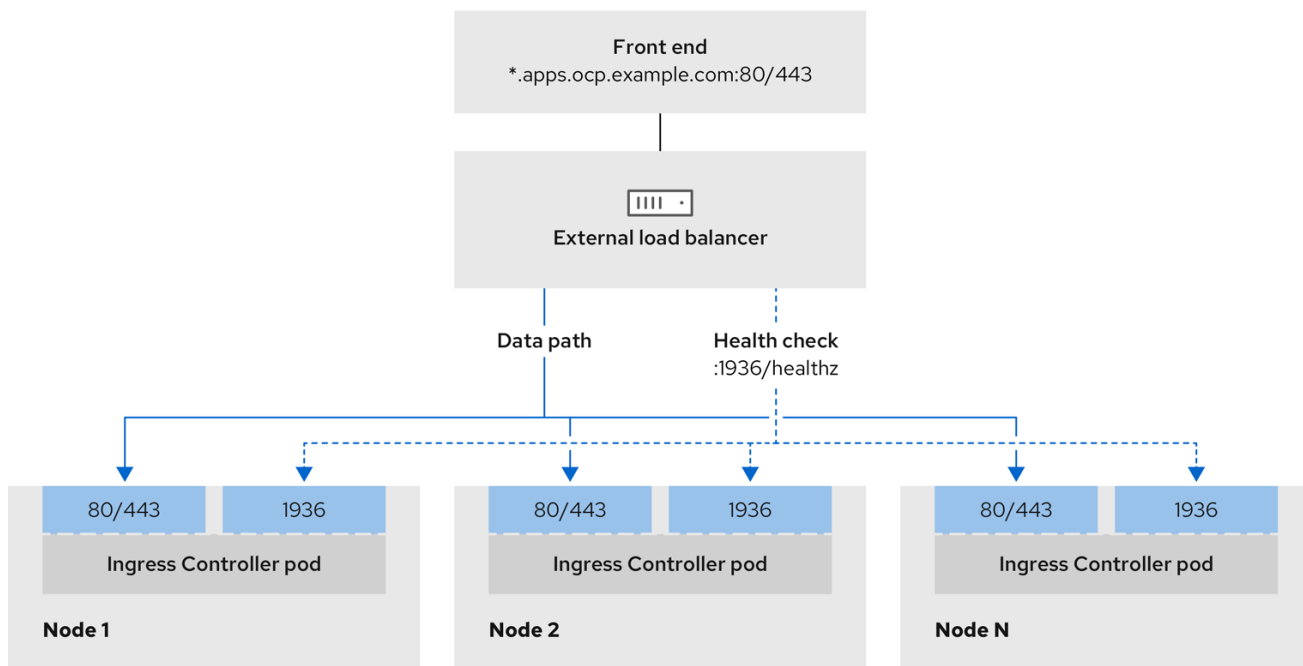 Front end
*.apps.ocp.example.com:80/443
External load balancer
Data path
Health check
:1936/healthz
80/443
1936
Ingress Controller pod
Node 1
80/443
1936
Ingress Controller pod
Node 2
80/443
1936
Ingress Controller pod
Node N